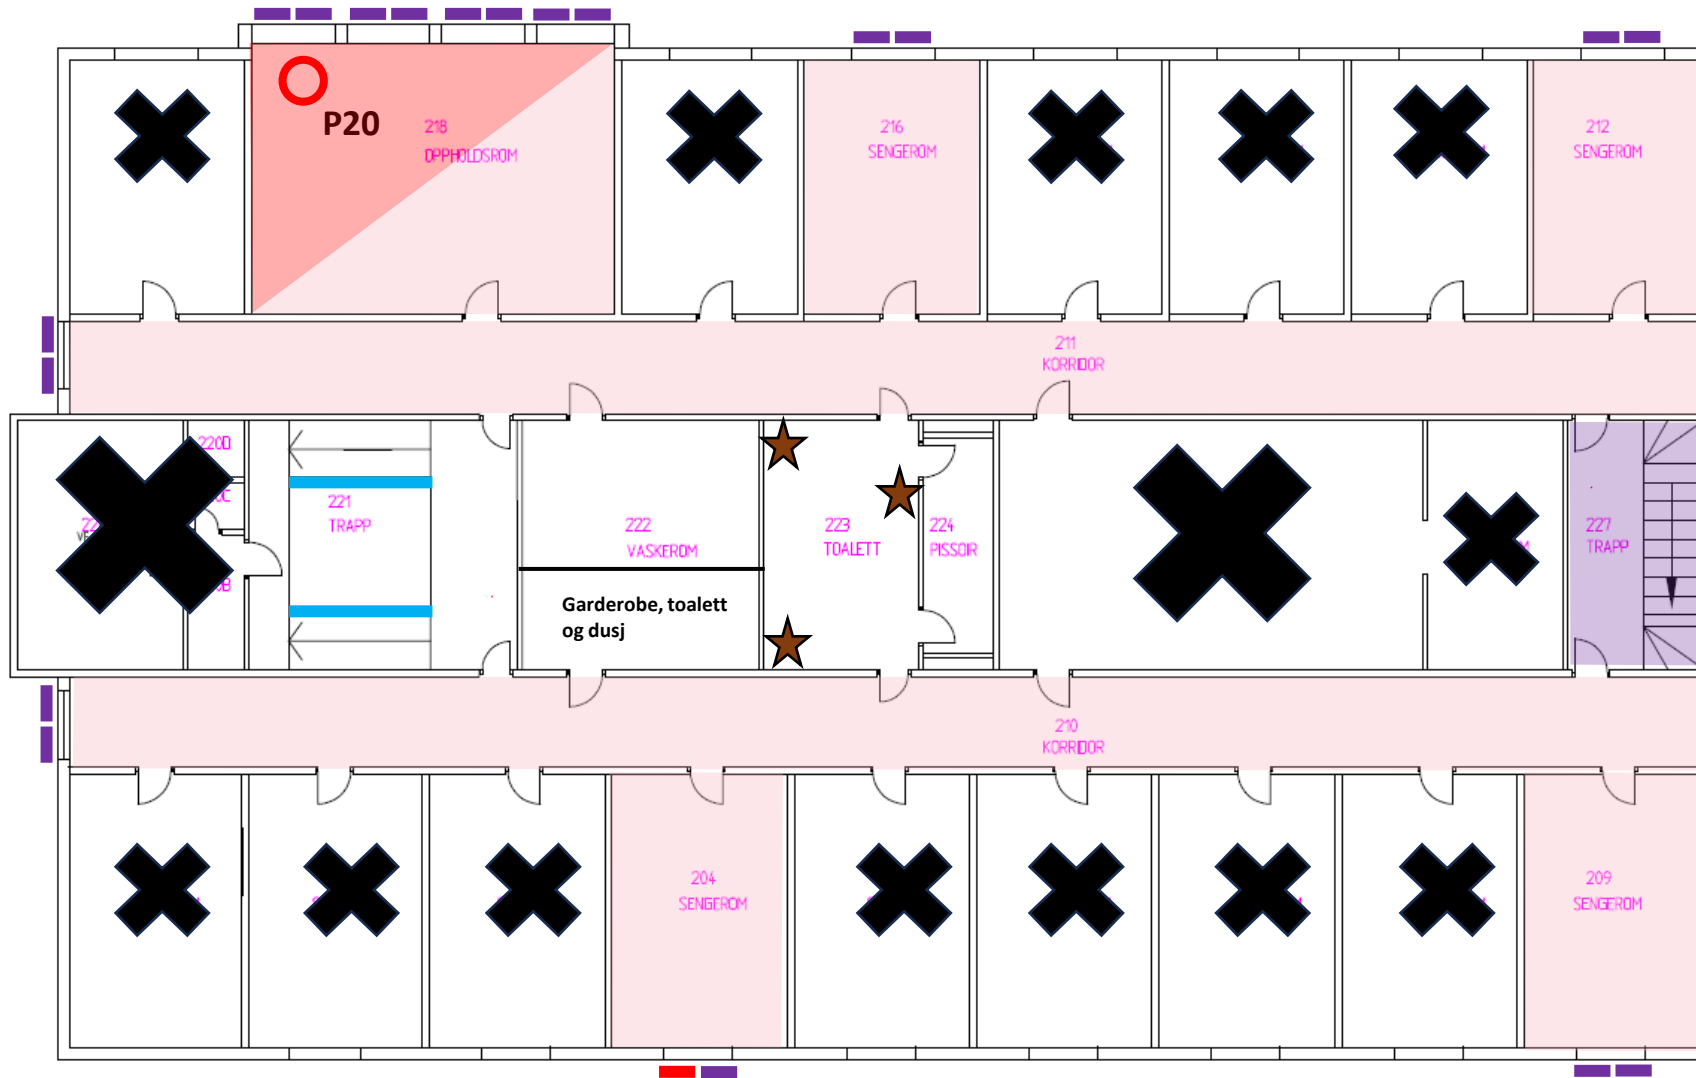 P20
218
OPPHOLDSROM
216
SENGEROM
212
SENGEROM
211
KORRIDOR
220D
221
TRAPP
222
VASKEROM
223
TOALETT
224
PISSOIR
227
TRAPP
Garderobe, toalett
og dusj
210
KORRIDOR
204
SENGEROM
209
SENGEROM